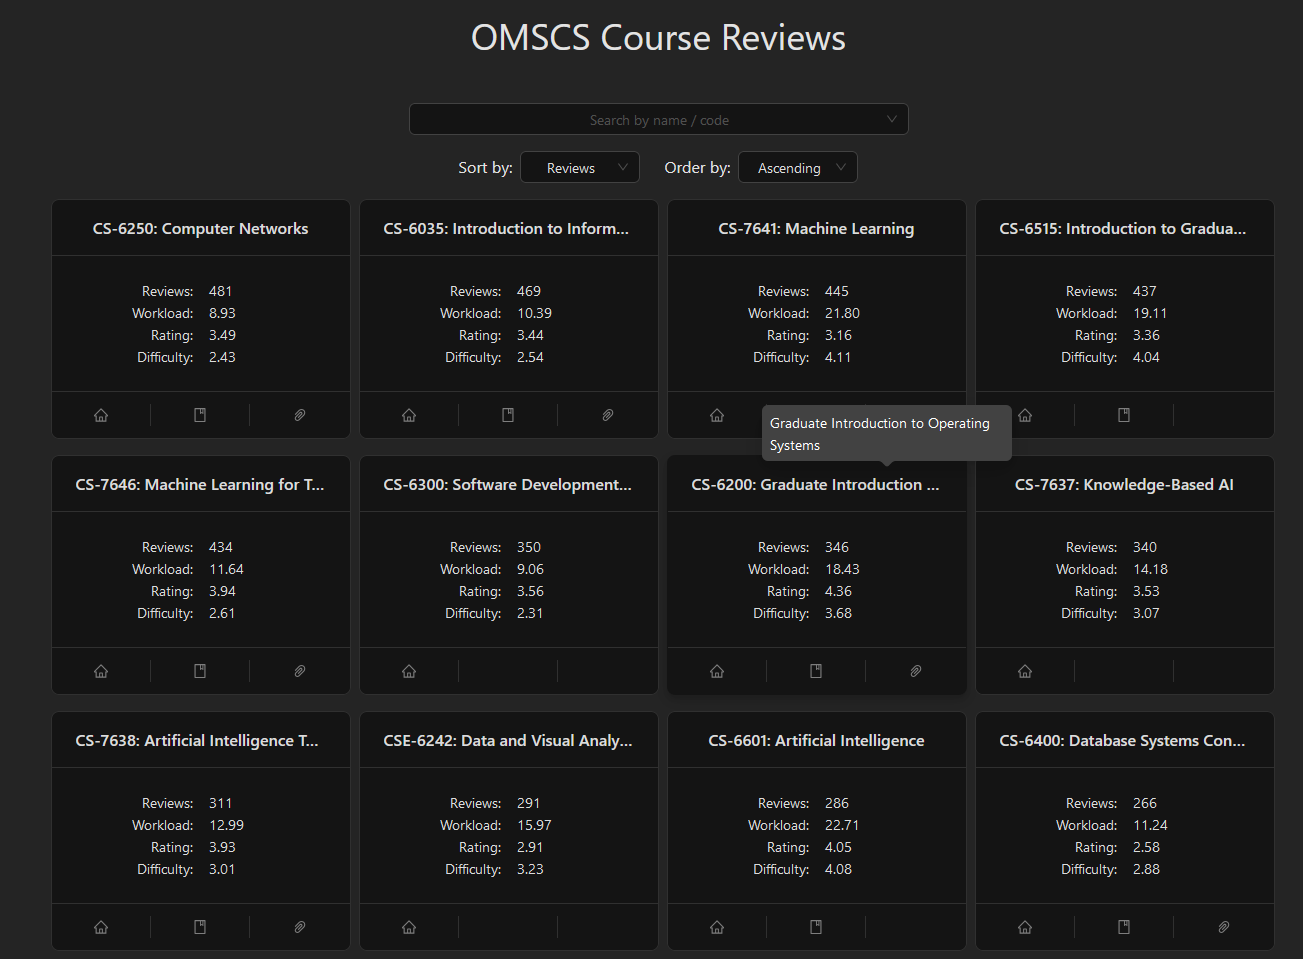 OMSCS Course Reviews
Search by name / code
Sort by: Reviews Order by: Ascending
CS-6250: Computer Networks
Reviews: 481
Workload: 8.93
Rating: 3.49
Difficulty: 2.43
CS-6035: Introduction to Inform...
Reviews: 469
Workload: 10.39
Rating: 3.44
Difficulty: 2.54
CS-7641: Machine Learning
Reviews: 445
Workload: 21.80
Rating: 3.16
Difficulty: 4.11
CS-6515: Introduction to Gradua...
Reviews: 437
Workload: 19.11
Rating: 3.36
Difficulty: 4.04
Graduate Introduction to Operating
Systems
CS-7646: Machine Learning for T...
Reviews: 434
Workload: 11.64
Rating: 3.94
Difficulty: 2.61
CS-6300: Software Development...
Reviews: 350
Workload: 9.06
Rating: 3.56
Difficulty: 2.31
CS-6200: Graduate Introduction ...
Reviews: 346
Workload: 18.43
Rating: 4.36
Difficulty: 3.68
CS-7637: Knowledge-Based AI
Reviews: 340
Workload: 14.18
Rating: 3.53
Difficulty: 3.07
CS-7638: Artificial Intelligence T...
Reviews: 311
Workload: 12.99
Rating: 3.93
Difficulty: 3.01
CSE-6242: Data and Visual Analy...
Reviews: 291
Workload: 15.97
Rating: 2.91
Difficulty: 3.23
CS-6601: Artificial Intelligence
Reviews: 286
Workload: 22.71
Rating: 4.05
Difficulty: 4.08
CS-6400: Database Systems Con...
Reviews: 266
Workload: 11.24
Rating: 2.58
Difficulty: 2.88